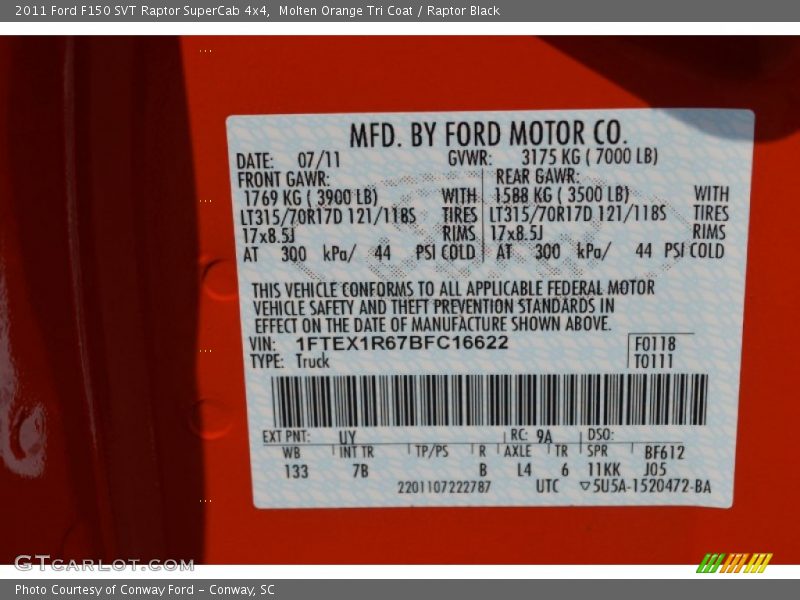 2011 Ford F150 SVT Raptor SuperCab 4x4,  Molten Orange Tri Coat / Raptor Black
MFD. BY FORD MOTOR CO.
DATE: 07/11 GVWR: 3175 KG ( 7000 LB)
FRONT GAWR: REAR GAWR:
1769 KG ( 3900 LB) WITH 1588 KG ( 3500 LB) WITH
LT315/70R17D 121/118S TIRES LT315/70R17D 121/118S TIRES
17x8.5J RIMS 17x8.5J RIMS
AT 300 kPa/ 44 PSI COLD AT 300 kPa/ 44 PSI COLD
THIS VEHICLE CONFORMS TO ALL APPLICABLE FEDERAL MOTOR
VEHICLE SAFETY AND THEFT PREVENTION STANDARDS IN
EFFECT ON THE DATE OF MANUFACTURE SHOWN ABOVE.
VIN: 1FTEX1R67BFC16622 F0118
TYPE: Truck T0111
EXT PNT: UY RC: 9A DSO:
WB INT TR TP/PS R AXLE TR SPR BF612
133 7B B L4 6 11KK J05
2201107222787 UTC ▽5U5A-1520472-BA
GTCARLOT.COM
Photo Courtesy of Conway Ford – Conway, SC